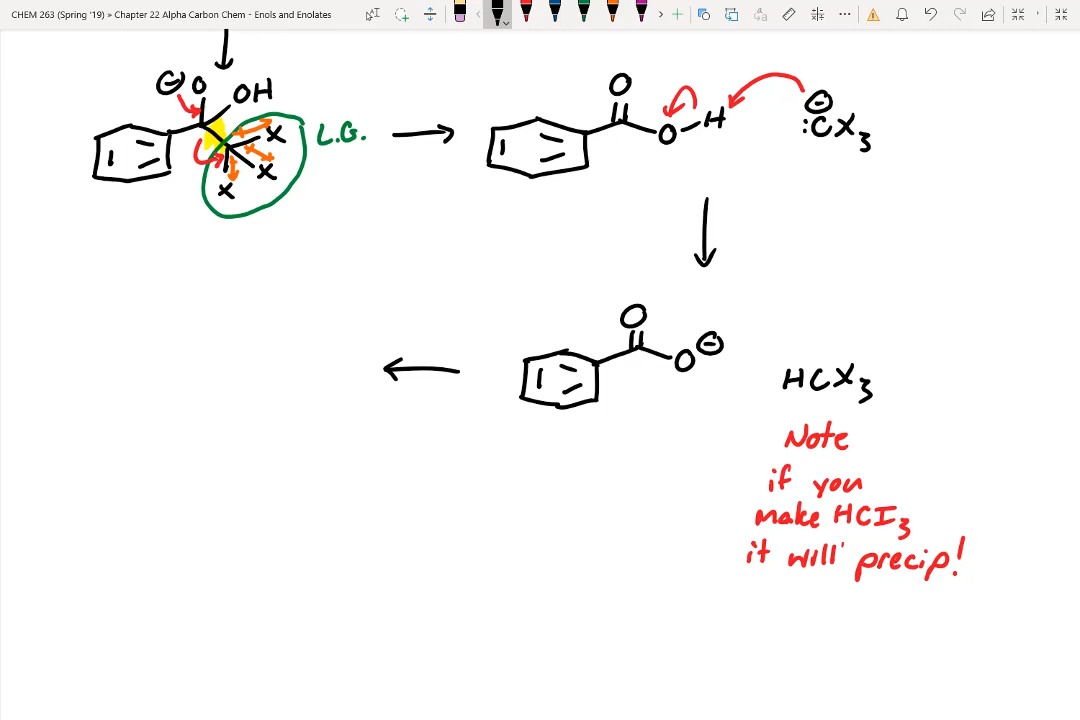 CHEM 263 (Spring '19) » Chapter 22 Alpha Carbon Chem - Enols and Enolates
⊖ O OH
X
X
X
L.G.
O
O H
⊖
:CX3
O
O ⊖
HCX3
Note
if you
make HCI3
it will precip!